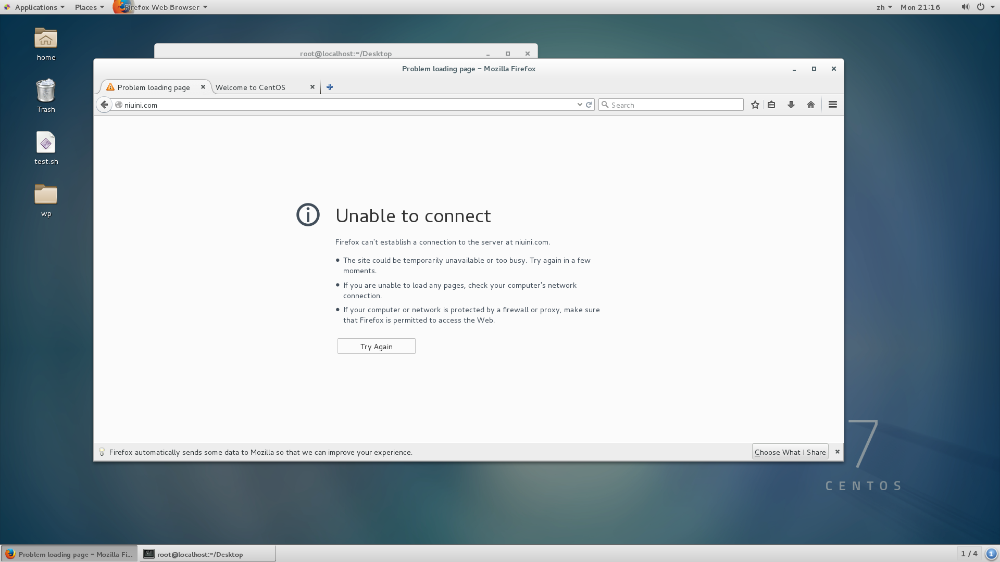 Applications
Places
Firefox Web Browser
zh
Mon 21:16
home
Trash
test.sh
wp
root@localhost:~/Desktop
Problem loading page - Mozilla Firefox
Problem loading page
Welcome to CentOS
niuini.com
Search
Unable to connect
Firefox can't establish a connection to the server at niuini.com.
The site could be temporarily unavailable or too busy. Try again in a few
moments.
If you are unable to load any pages, check your computer's network
connection.
If your computer or network is protected by a firewall or proxy, make sure
that Firefox is permitted to access the Web.
Try Again
Firefox automatically sends some data to Mozilla so that we can improve your experience.
Choose What I Share
7
CENTOS
Problem loading page - Mozilla Fi...
root@localhost:~/Desktop
1 / 4
1